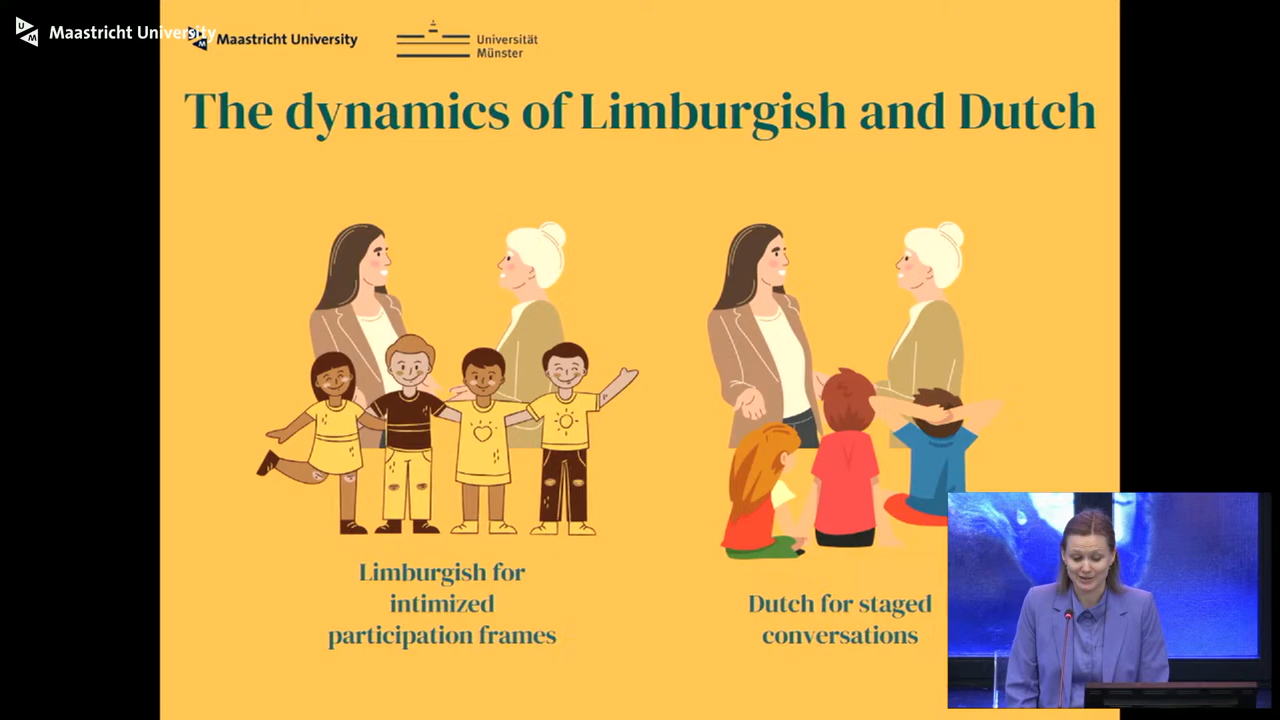 Maastricht University
Maastricht University
Universität
Münster
The dynamics of Limburgish and Dutch
Limburgish for
intimized
participation frames
Dutch for staged
conversations